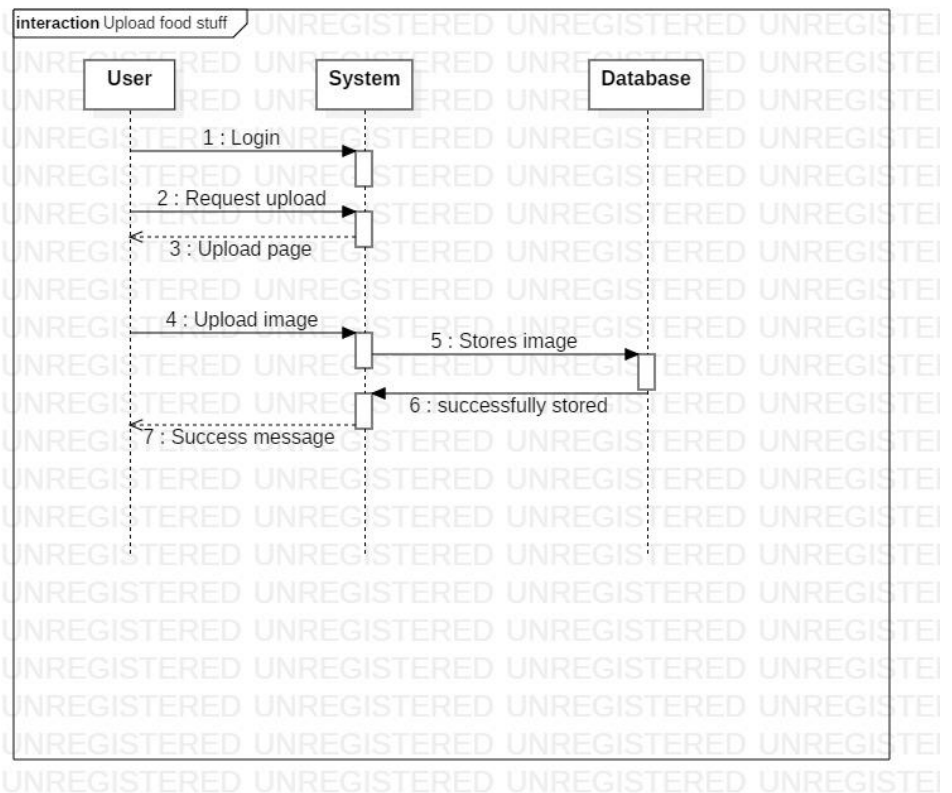 interaction Upload food stuff
User
System
Database
1 : Login
2 : Request upload
3 : Upload page
4 : Upload image
5 : Stores image
6 : successfully stored
7 : Success message
UNREGISTERED UNREGISTERED UNREGISTERED